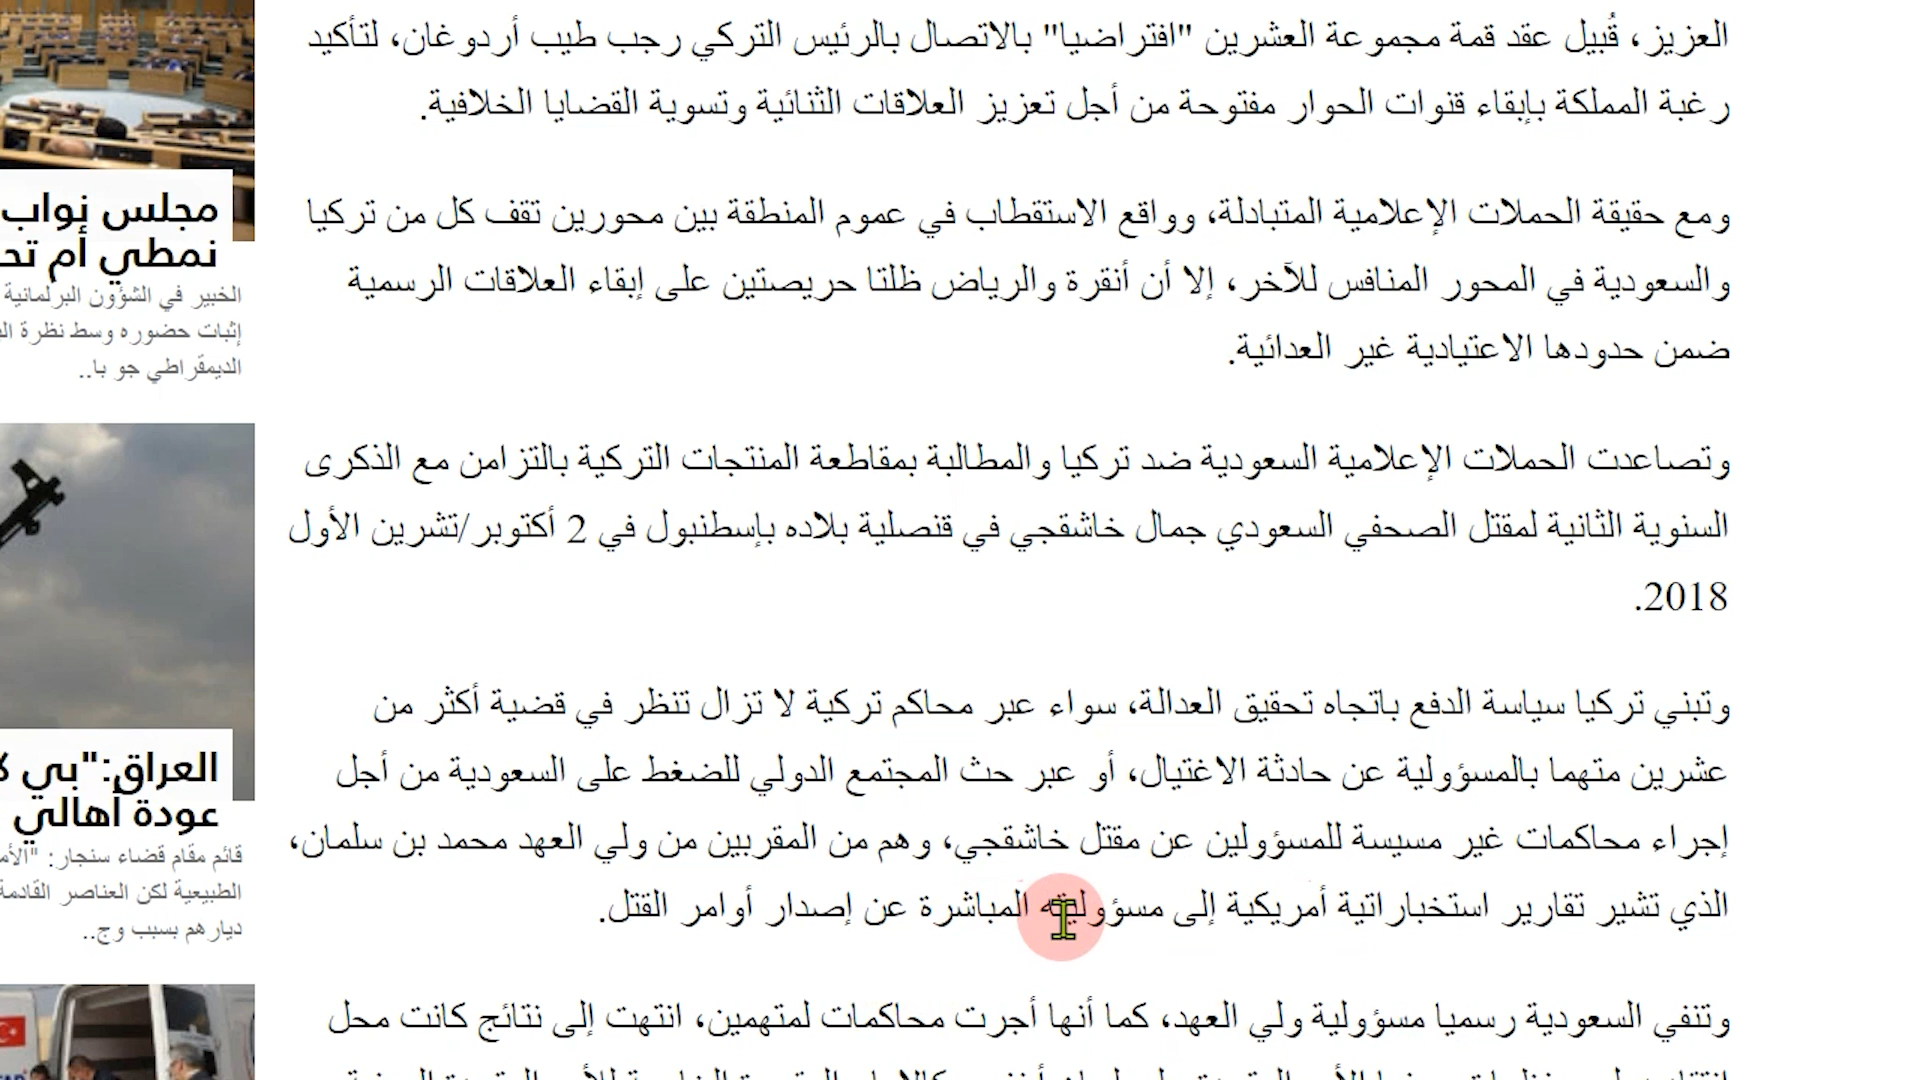 العزيز، قُبيل عقد قمة مجموعة العشرين "افتراضيا" بالاتصال بالرئيس التركي رجب طيب أردوغان، لتأكيد
رغبة المملكة بإبقاء قنوات الحوار مفتوحة من أجل تعزيز العلاقات الثنائية وتسوية القضايا الخلافية.
ومع حقيقة الحملات الإعلامية المتبادلة، وواقع الاستقطاب في عموم المنطقة بين محورين تقف كل من تركيا
والسعودية في المحور المنافس للآخر، إلا أن أنقرة والرياض ظلتا حريصتين على إبقاء العلاقات الرسمية
ضمن حدودها الاعتيادية غير العدائية.
وتصاعدت الحملات الإعلامية السعودية ضد تركيا والمطالبة بمقاطعة المنتجات التركية بالتزامن مع الذكرى
السنوية الثانية لمقتل الصحفي السعودي جمال خاشقجي في قنصلية بلاده بإسطنبول في 2 أكتوبر/تشرين الأول
2018.
وتبني تركيا سياسة الدفع باتجاه تحقيق العدالة، سواء عبر محاكم تركية لا تزال تنظر في قضية أكثر من
عشرين متهما بالمسؤولية عن حادثة الاغتيال، أو عبر حث المجتمع الدولي للضغط على السعودية من أجل
إجراء محاكمات غير مسيسة للمسؤولين عن مقتل خاشقجي، وهم من المقربين من ولي العهد محمد بن سلمان،
الذي تشير تقارير استخباراتية أمريكية إلى مسؤوليته المباشرة عن إصدار أوامر القتل.
وتنفي السعودية رسميا مسؤولية ولي العهد، كما أنها أجرت محاكمات لمتهمين، انتهت إلى نتائج كانت محل
مجلس نواب
نمطي أم تح
الخبير في الشؤون البرلمانية
إثبات حضوره وسط نظرة
الديمقراطي جو با..
العراق:"بي
عودة أهالي
قائم مقام قضاء سنجار: "الأم
الطبيعية لكن العناصر القادمة
ديارهم بسبب وج..